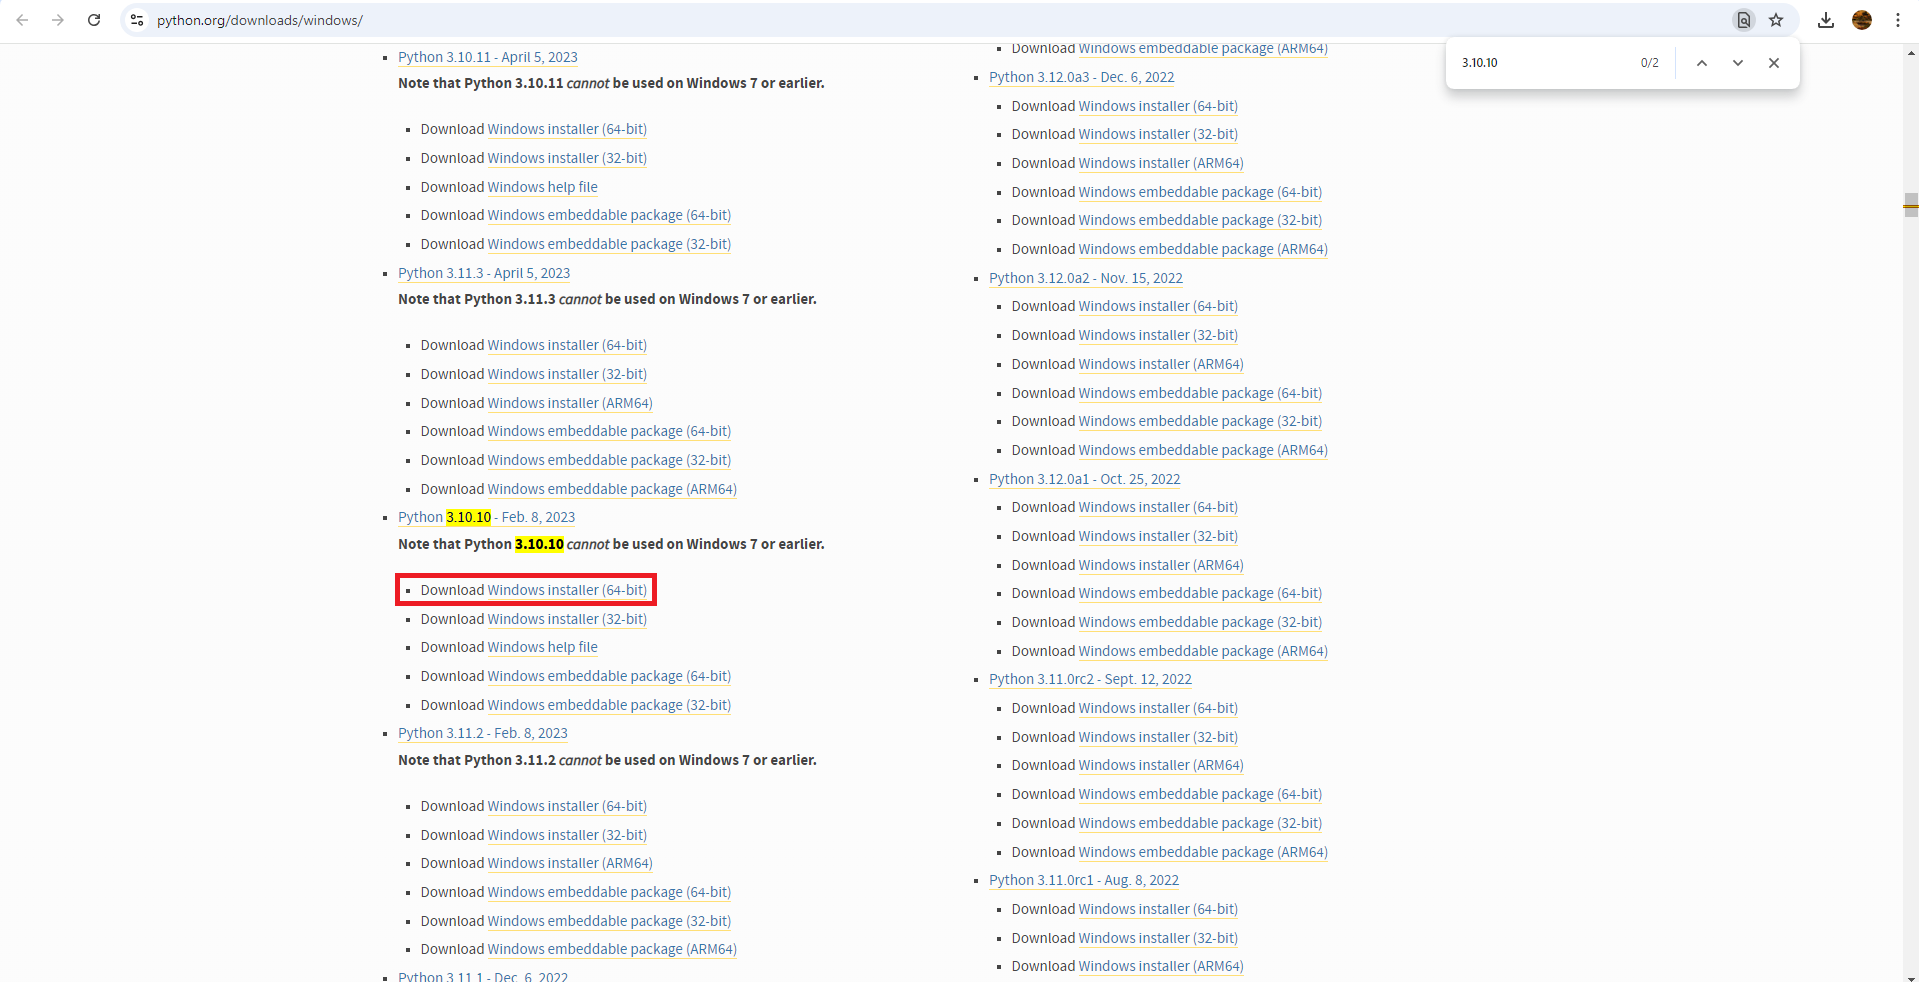 python.org/downloads/windows/
3.10.10
0/2
Python 3.10.11 - April 5, 2023
Note that Python 3.10.11 cannot be used on Windows 7 or earlier.
Download Windows installer (64-bit)
Download Windows installer (32-bit)
Download Windows help file
Download Windows embeddable package (64-bit)
Download Windows embeddable package (32-bit)
Python 3.11.3 - April 5, 2023
Note that Python 3.11.3 cannot be used on Windows 7 or earlier.
Download Windows installer (64-bit)
Download Windows installer (32-bit)
Download Windows installer (ARM64)
Download Windows embeddable package (64-bit)
Download Windows embeddable package (32-bit)
Download Windows embeddable package (ARM64)
Python 3.10.10 - Feb. 8, 2023
Note that Python 3.10.10 cannot be used on Windows 7 or earlier.
Download Windows installer (64-bit)
Download Windows installer (32-bit)
Download Windows help file
Download Windows embeddable package (64-bit)
Download Windows embeddable package (32-bit)
Python 3.11.2 - Feb. 8, 2023
Note that Python 3.11.2 cannot be used on Windows 7 or earlier.
Download Windows installer (64-bit)
Download Windows installer (32-bit)
Download Windows installer (ARM64)
Download Windows embeddable package (64-bit)
Download Windows embeddable package (32-bit)
Download Windows embeddable package (ARM64)
Python 3.11.1 - Dec. 6, 2022
Download Windows embeddable package (ARM64)
Python 3.12.0a3 - Dec. 6, 2022
Download Windows installer (64-bit)
Download Windows installer (32-bit)
Download Windows installer (ARM64)
Download Windows embeddable package (64-bit)
Download Windows embeddable package (32-bit)
Download Windows embeddable package (ARM64)
Python 3.12.0a2 - Nov. 15, 2022
Download Windows installer (64-bit)
Download Windows installer (32-bit)
Download Windows installer (ARM64)
Download Windows embeddable package (64-bit)
Download Windows embeddable package (32-bit)
Download Windows embeddable package (ARM64)
Python 3.12.0a1 - Oct. 25, 2022
Download Windows installer (64-bit)
Download Windows installer (32-bit)
Download Windows installer (ARM64)
Download Windows embeddable package (64-bit)
Download Windows embeddable package (32-bit)
Download Windows embeddable package (ARM64)
Python 3.11.0rc2 - Sept. 12, 2022
Download Windows installer (64-bit)
Download Windows installer (32-bit)
Download Windows installer (ARM64)
Download Windows embeddable package (64-bit)
Download Windows embeddable package (32-bit)
Download Windows embeddable package (ARM64)
Python 3.11.0rc1 - Aug. 8, 2022
Download Windows installer (64-bit)
Download Windows installer (32-bit)
Download Windows installer (ARM64)